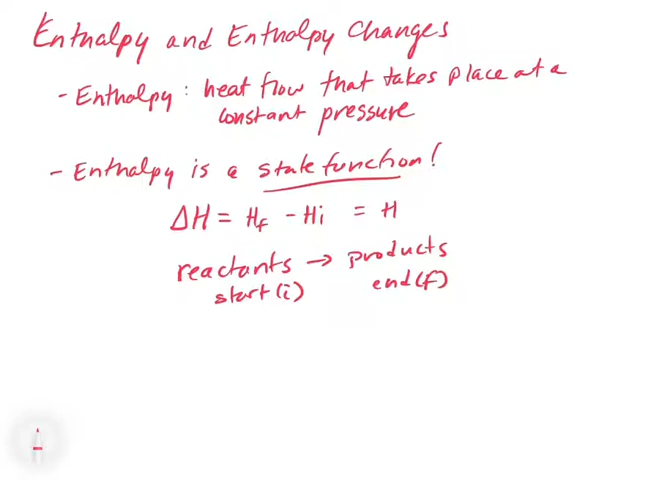 Enthalpy and Enthalpy Changes
- Enthalpy: heat flow that takes place at a
constant pressure
- Enthalpy is a state function!
ΔH = Hf - Hi = H
reactants → products
start(i) end(f)